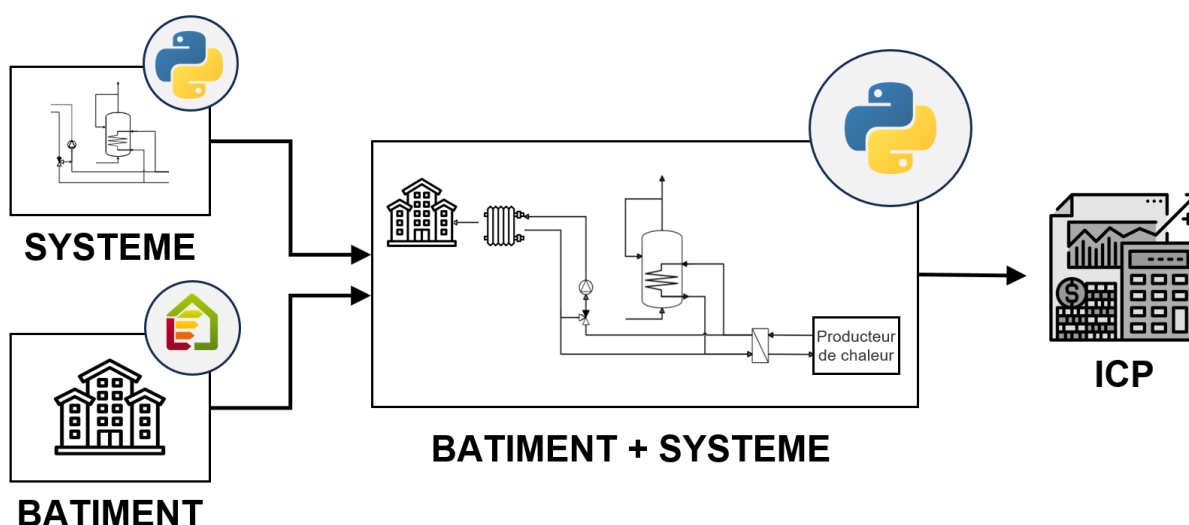 SYSTEME
BATIMENT
Producteur
de chaleur
BATIMENT + SYSTEME
$
ICP